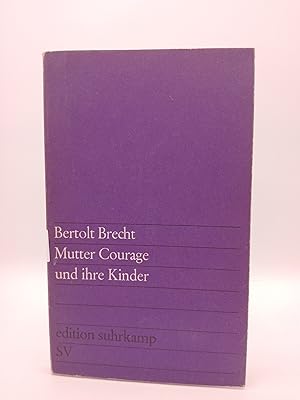 Bertolt Brecht
Mutter Courage
und ihre Kinder
edition suhrkamp
SV